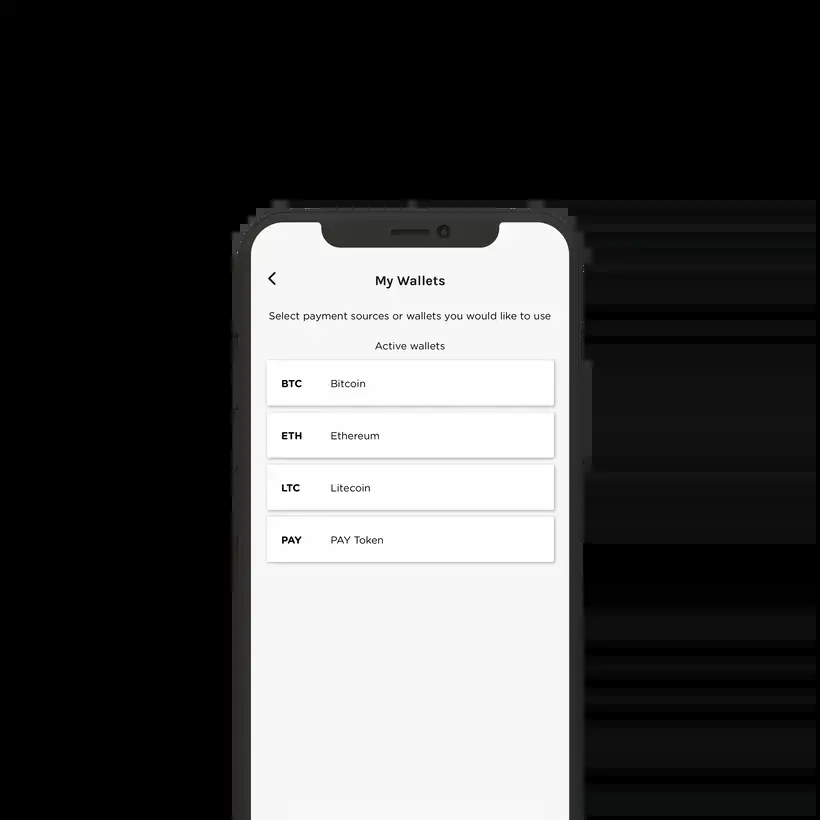 My Wallets
Select payment sources or wallets you would like to use
Active wallets
BTC Bitcoin
ETH Ethereum
LTC Litecoin
PAY PAY Token